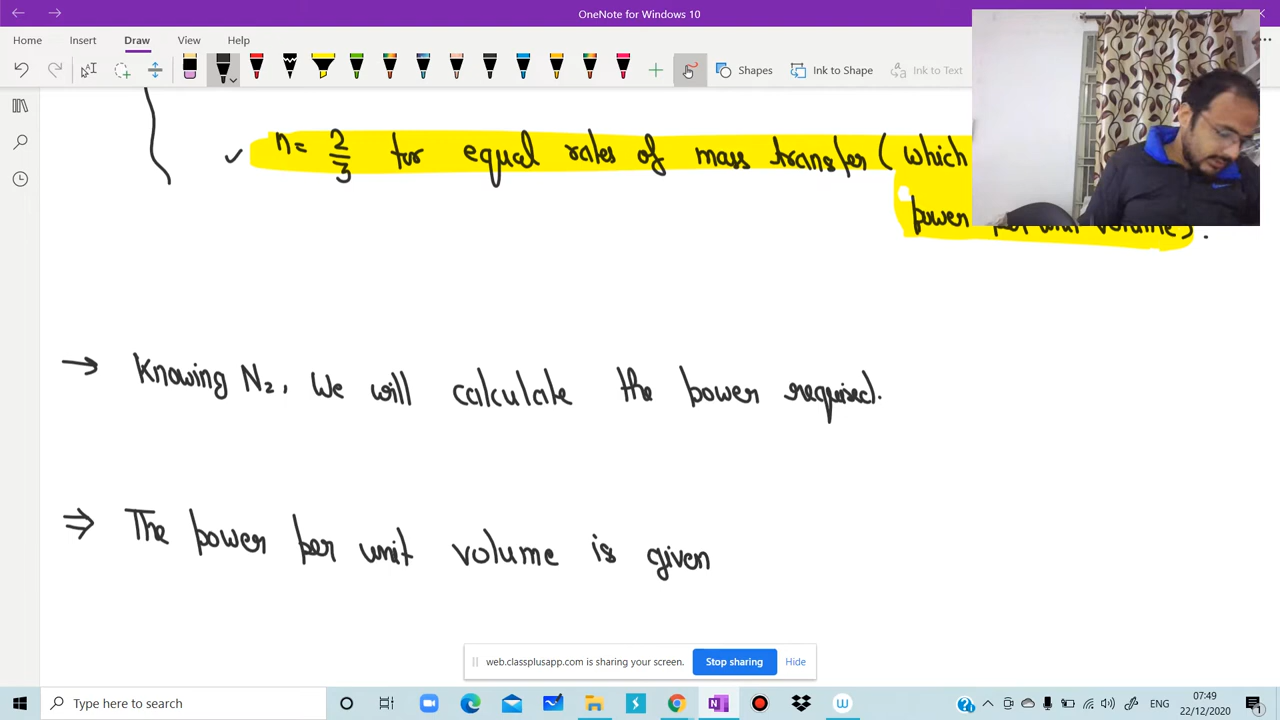 OneNote for Windows 10
Home Insert Draw View Help
Shapes Ink to Shape Ink to Text
n= 2/3 for equal rates of mass transfer ( which
power per unit volume).
→ Knowing N₂, We will calculate the power required.
⇒ The power per unit volume is given
web.classplusapp.com is sharing your screen. Stop sharing Hide
Type here to search
ENG
07:49
22/12/2020